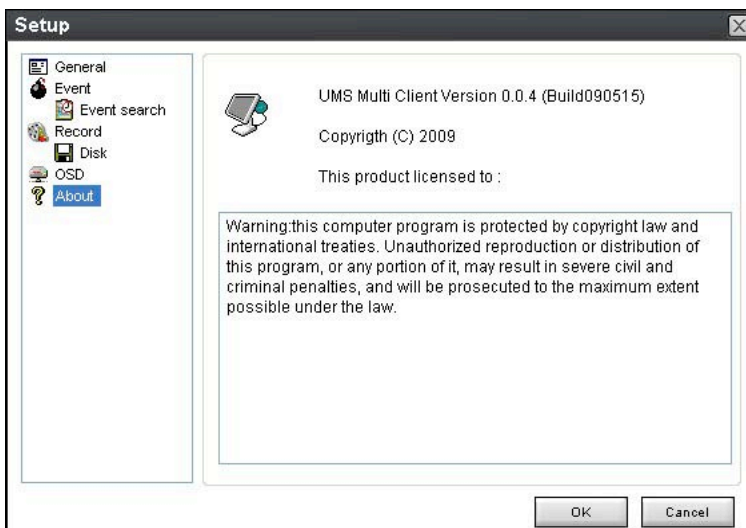 Setup
General
Event
Event search
Record
Disk
OSD
About
UMS Multi Client Version 0.0.4 (Build090515)
Copyrigth (C) 2009
This product licensed to :
Warning:this computer program is protected by copyright law and
international treaties. Unauthorized reproduction or distribution of
this program, or any portion of it, may result in severe civil and
criminal penalties, and will be prosecuted to the maximum extent
possible under the law.
OK
Cancel